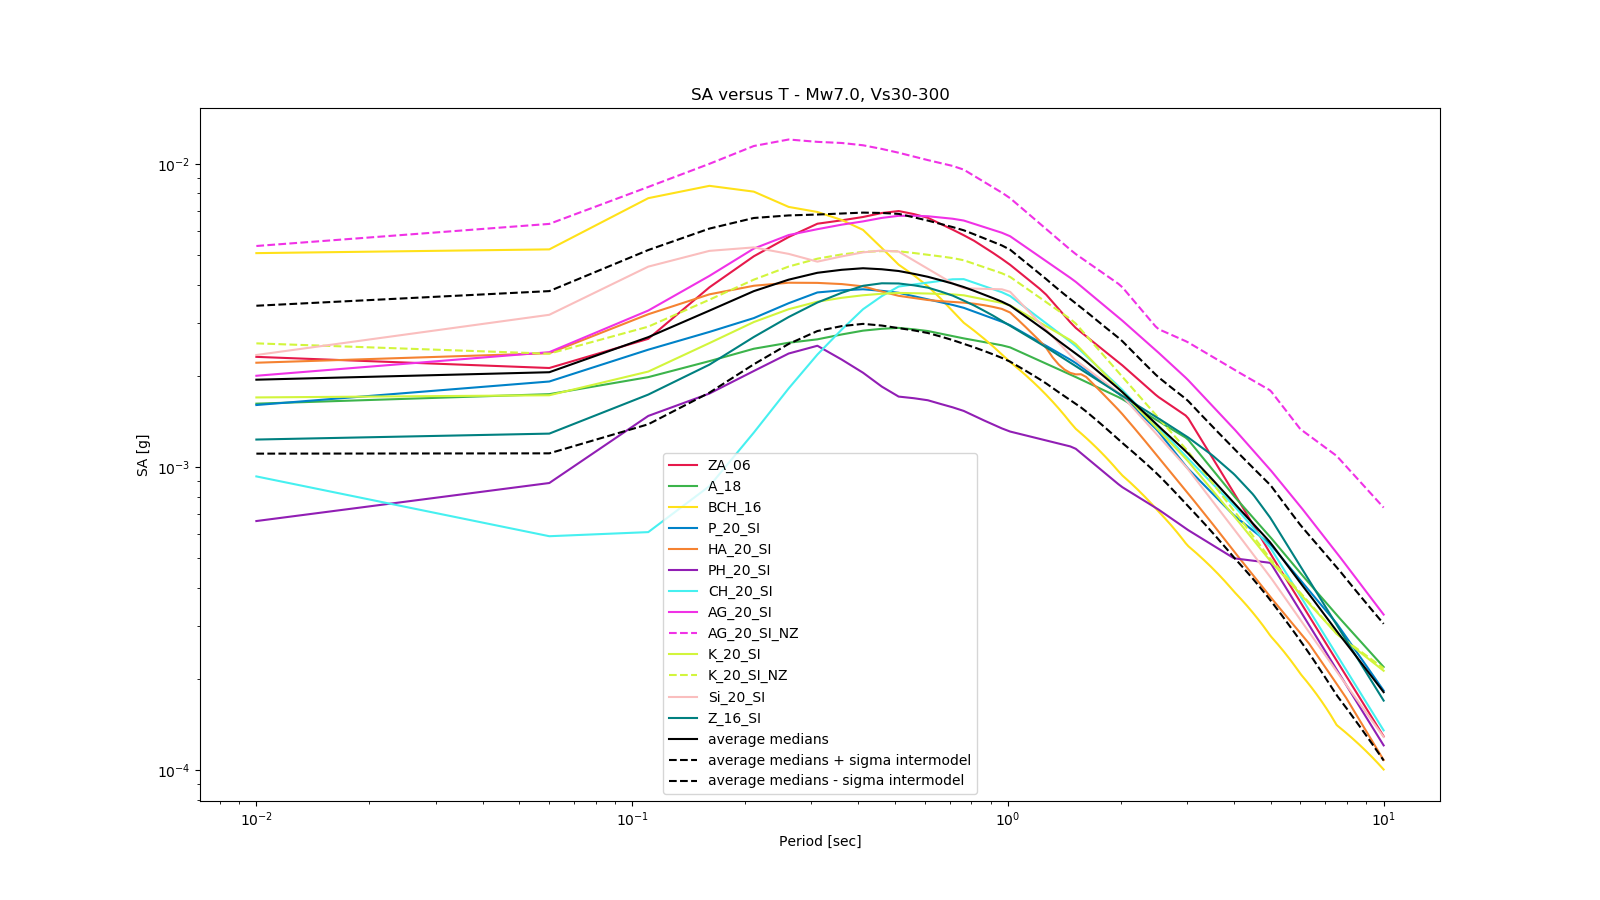 SA versus T - Mw7.0, Vs30-300
SA [g]
10⁻²
10⁻³
10⁻⁴
ZA_06
A_18
BCH_16
P_20_SI
HA_20_SI
PH_20_SI
CH_20_SI
AG_20_SI
AG_20_SI_NZ
K_20_SI
K_20_SI_NZ
Si_20_SI
Z_16_SI
average medians
average medians + sigma intermodel
average medians - sigma intermodel
10⁻² 10⁻¹ 10⁰ 10¹
Period [sec]